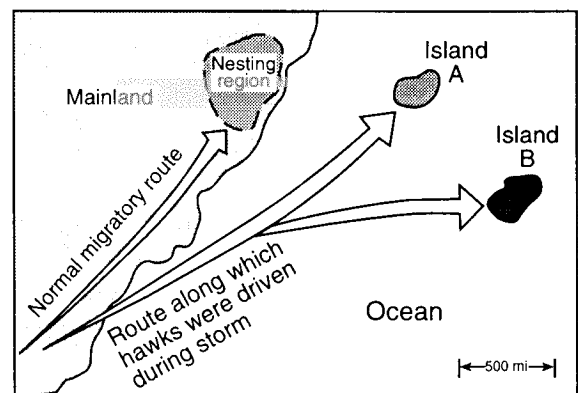 Nesting
region
Mainland
Island
A
Island
B
Normal migratory route
Route along which
hawks were driven
during storm
Ocean
500 mi